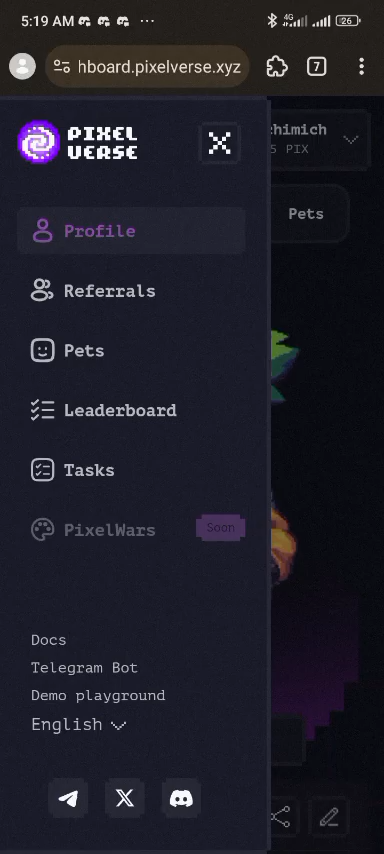 5:19 AM ...
4G
26
hboard.pixelverse.xyz
7
PIXEL
VERSE
chimich
5 PIX
Profile
Pets
Referrals
Pets
Leaderboard
Tasks
PixelWars
Soon
Docs
Telegram Bot
Demo playground
English